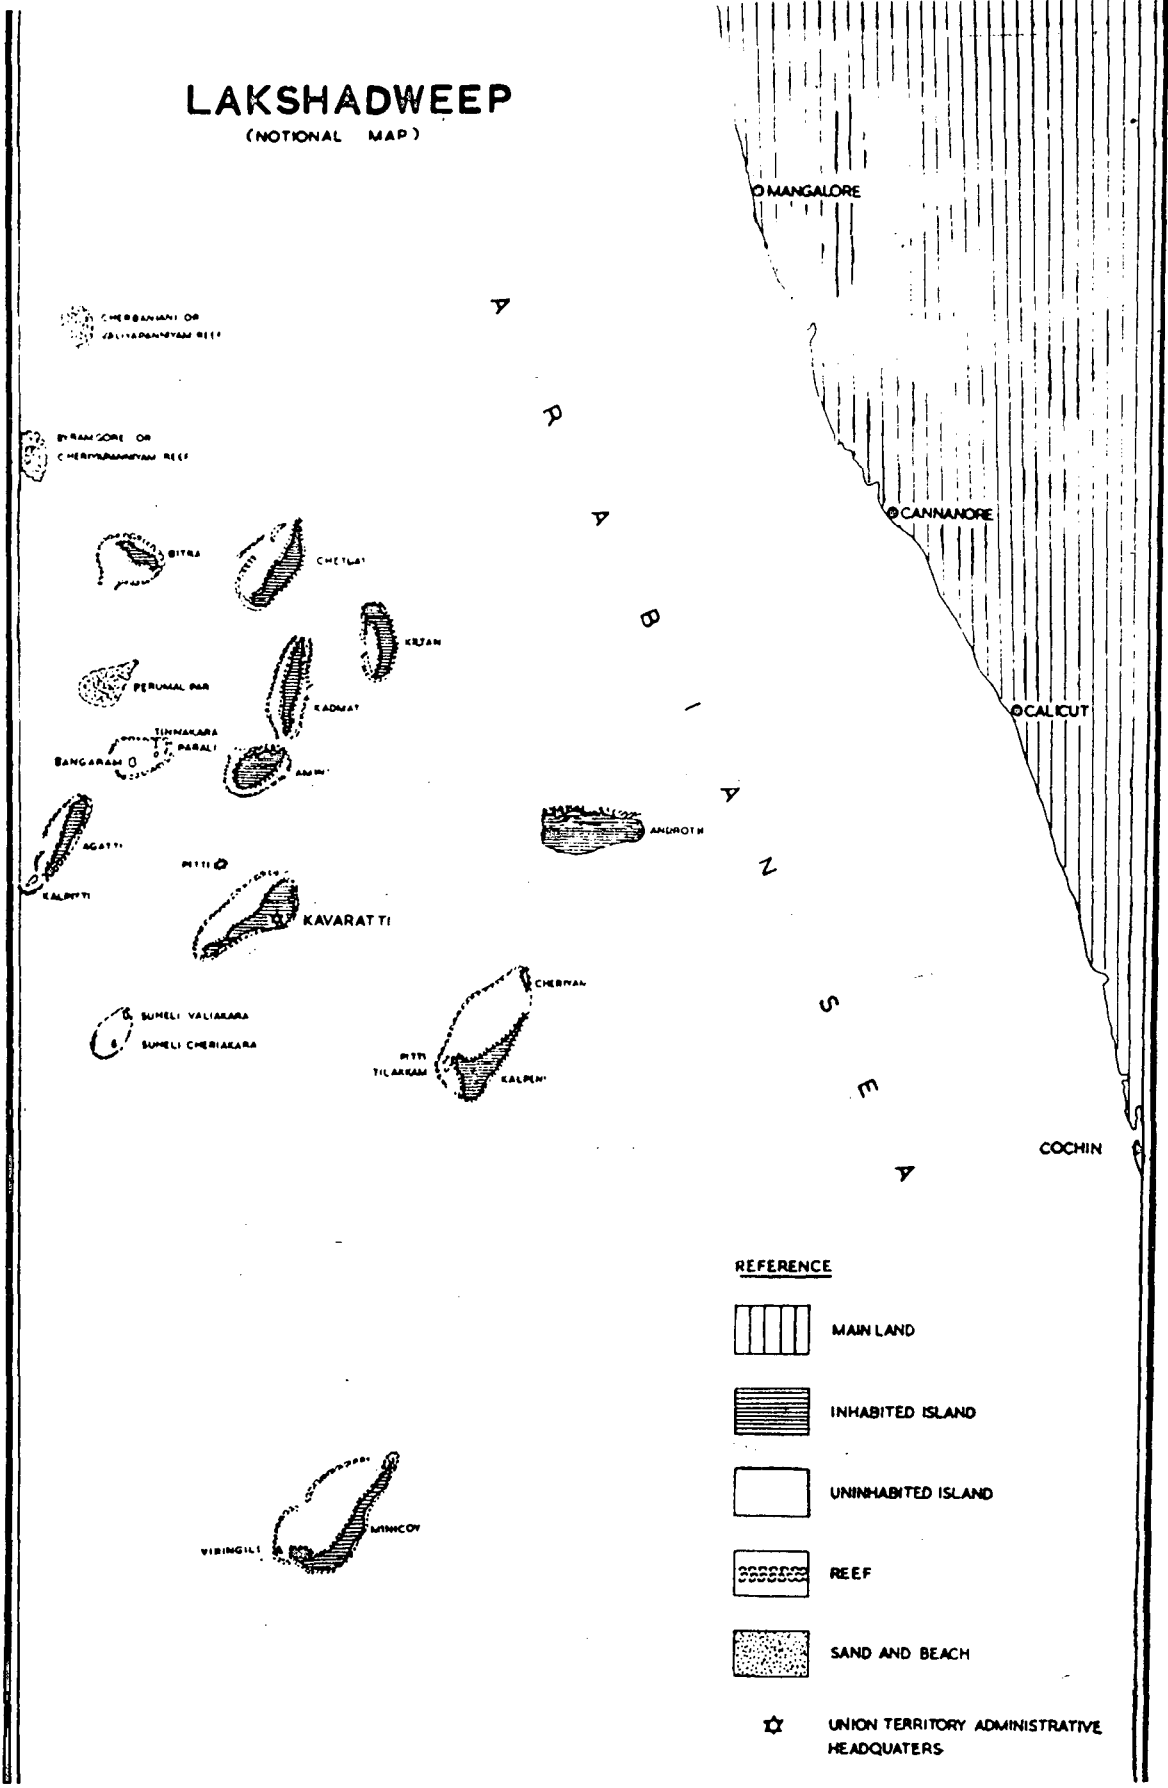 LAKSHADWEEP
(NOTIONAL MAP)
MANGALORE
CHERBANIANI OR
VALIYAPANNIYAM REEF
BYRAMGORE OR
CHERIYAPANNIYAM REEF
CANNANORE
BITRA
CHETLAT
KILTAN
PERUMAL PAR
KADMAT
CALICUT
TINNAKARA
PARALI
BANGARAM
AMINI
AGATTI
ANDROTH
PITTI
KALPITTI
KAVARATTI
CHERIYAM
SUHELI VALIAKARA
SUHELI CHERIAKARA
PITTI
TILAKKAM
KALPENI
ARABIAN SEA
COCHIN
REFERENCE
MAIN LAND
INHABITED ISLAND
UNINHABITED ISLAND
MINICOY
VIRINGILI
REEF
SAND AND BEACH
UNION TERRITORY ADMINISTRATIVE
HEADQUATERS